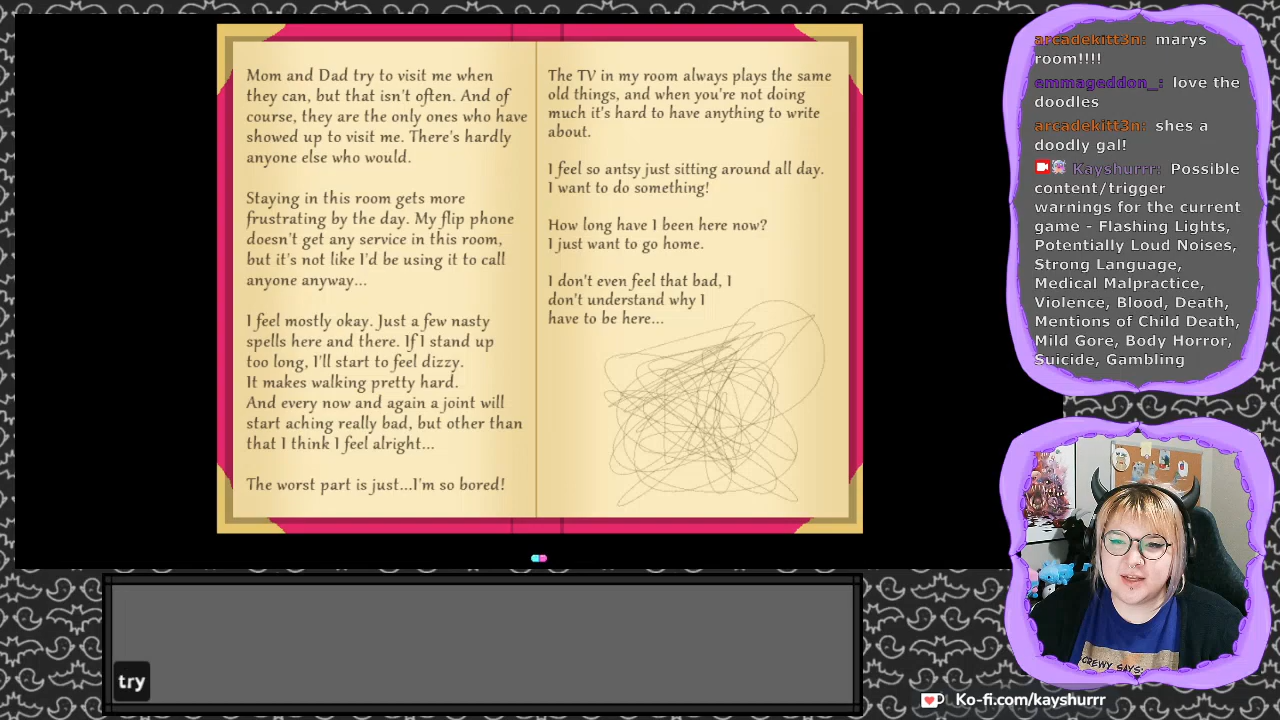 Mom and Dad try to visit me when
they can, but that isn't often. And of
course, they are the only ones who have
showed up to visit me. There's hardly
anyone else who would.
Staying in this room gets more
frustrating by the day. My flip phone
doesn't get any service in this room,
but it's not like I'd be using it to call
anyone anyway...
I feel mostly okay. Just a few nasty
spells here and there. If I stand up
too long, I'll start to feel dizzy.
It makes walking pretty hard.
And every now and again a joint will
start aching really bad, but other than
that I think I feel alright...
The worst part is just...I'm so bored!
The TV in my room always plays the same
old things, and when you're not doing
much it's hard to have anything to write
about.
I feel so antsy just sitting around all day.
I want to do something!
How long have I been here now?
I just want to go home.
I don't even feel that bad, I
don't understand why I
have to be here...
arcadekitt3n: marys
room!!!!
emmageddon_: love the
doodles
arcadekitt3n: shes a
doodly gal!
Kayshurrr: Possible
content/trigger
warnings for the current
game - Flashing Lights,
Potentially Loud Noises,
Strong Language,
Medical Malpractice,
Violence, Blood, Death,
Mentions of Child Death,
Mild Gore, Body Horror,
Suicide, Gambling
CREWY SAYS:
try
Ko-fi.com/kayshurrr